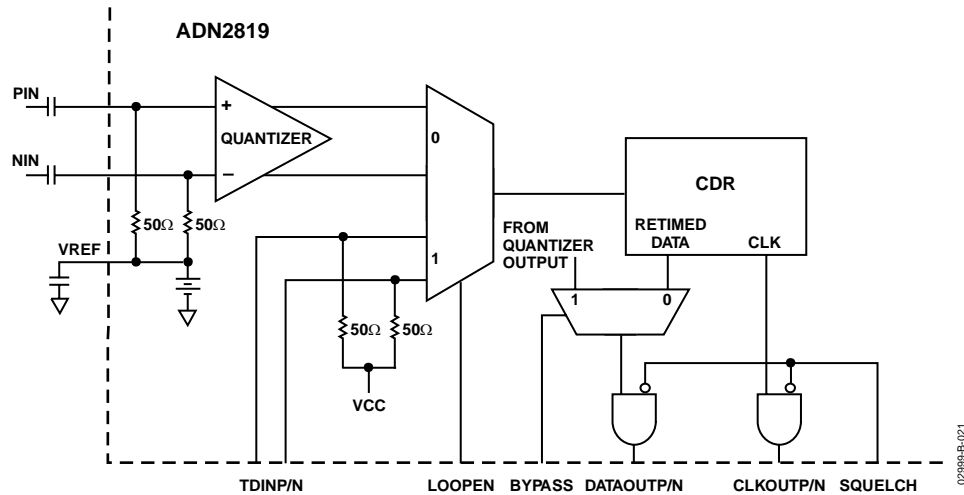 ADN2819
PIN
+
QUANTIZER
0
NIN
–
CDR
50Ω 50Ω
VREF
FROM
QUANTIZER
OUTPUT
RETIMED
DATA
CLK
1
1 0
50Ω 50Ω
VCC
TDINP/N LOOPEN BYPASS DATAOUTP/N CLKOUTP/N SQUELCH
02999-B-021